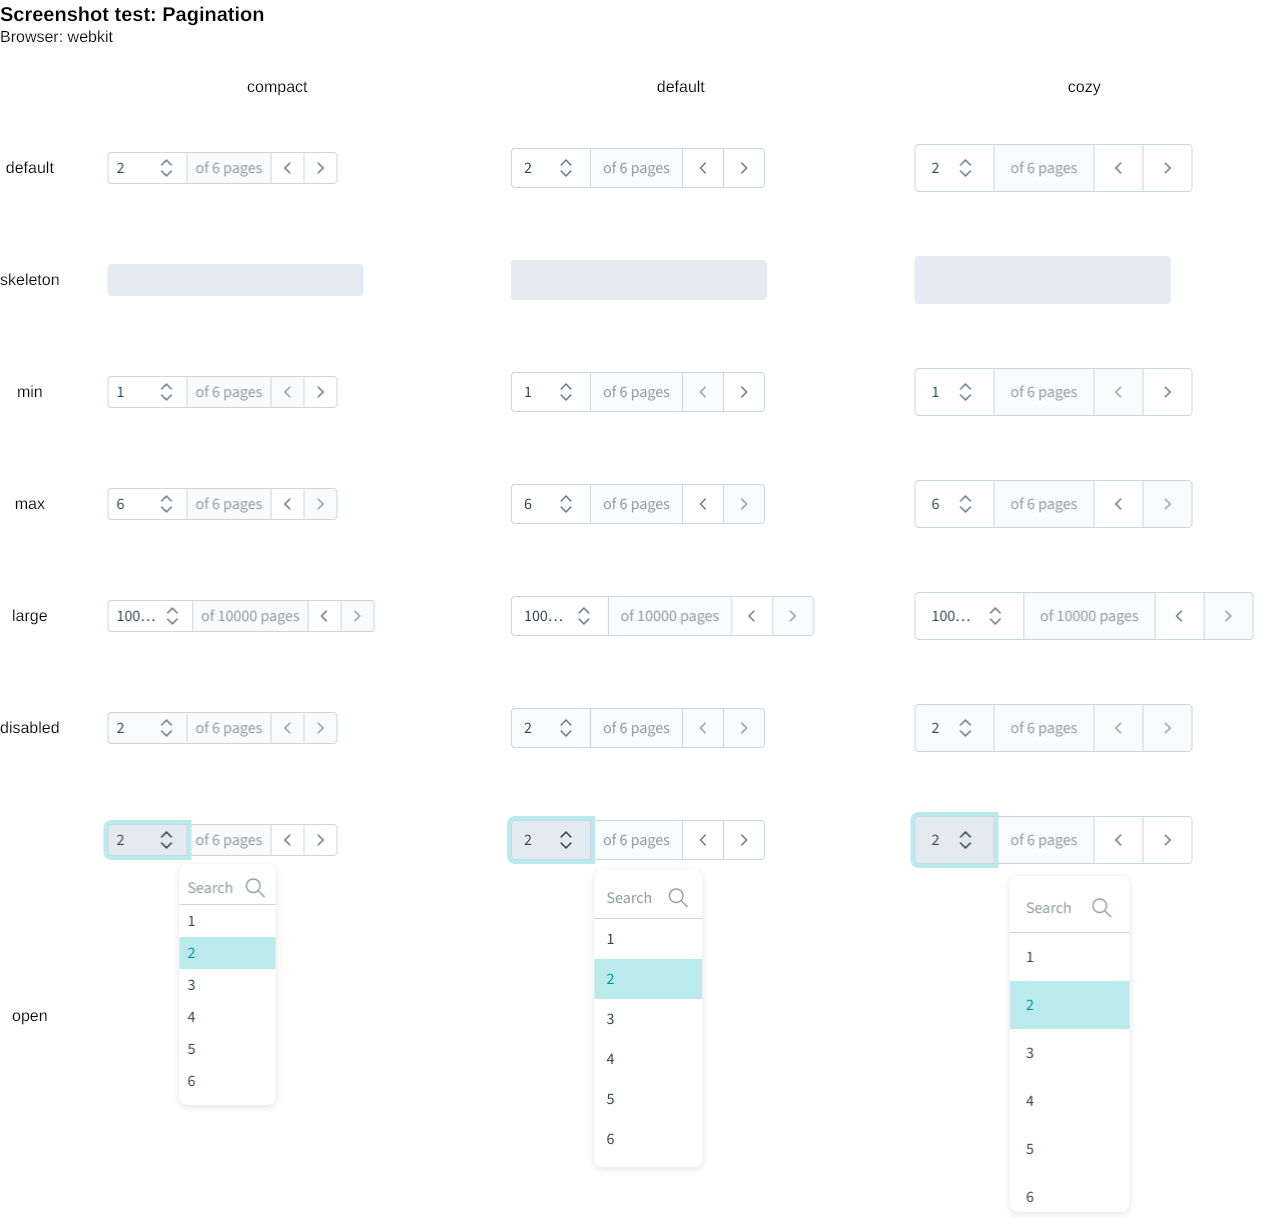 Screenshot test: Pagination
Browser: webkit
compact default cozy
default 2 of 6 pages 2 of 6 pages 2 of 6 pages
skeleton
min 1 of 6 pages 1 of 6 pages 1 of 6 pages
max 6 of 6 pages 6 of 6 pages 6 of 6 pages
large 100... of 10000 pages 100... of 10000 pages 100... of 10000 pages
disabled 2 of 6 pages 2 of 6 pages 2 of 6 pages
2 of 6 pages 2 of 6 pages 2 of 6 pages
open
Search
1
2
3
4
5
6
Search
1
2
3
4
5
6
Search
1
2
3
4
5
6